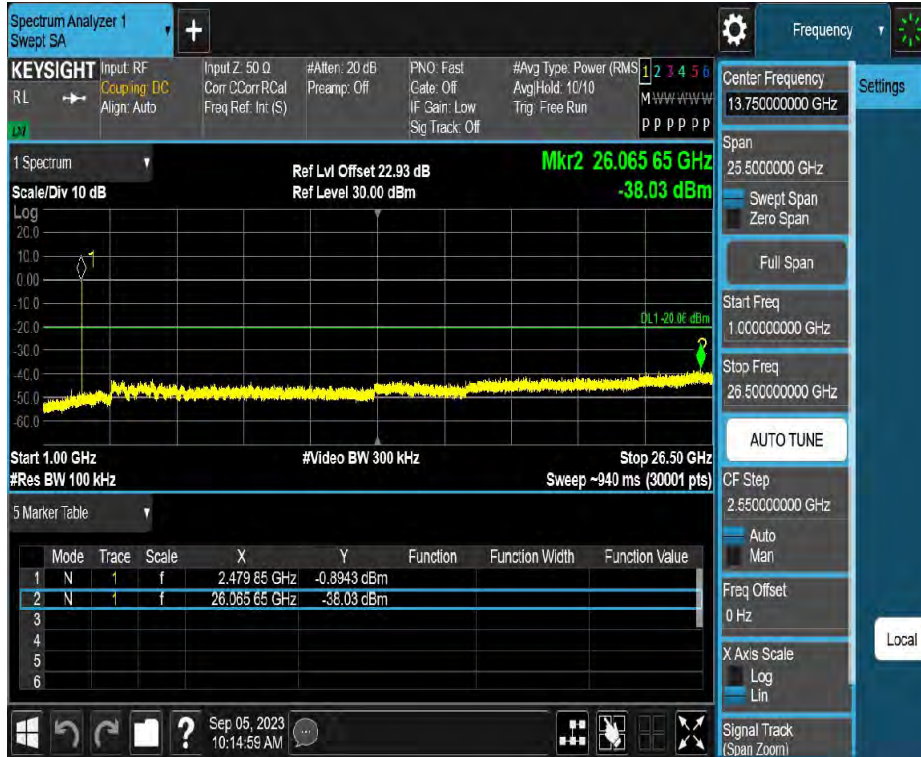 Spectrum Analyzer 1
Swept SA
Frequency
KEYSIGHT
RL
Input: RF
Coupling: DC
Align: Auto
Input Z: 50 Ω
Corr CCorr RCal
Freq Ref: Int (S)
#Atten: 20 dB
Preamp: Off
PNO: Fast
Gate: Off
IF Gain: Low
Sig Track: Off
#Avg Type: Power (RMS
Avg|Hold: 10/10
Trig: Free Run
1 2 3 4 5 6
M W W W W W
P P P P P P
Center Frequency
13.750000000 GHz
Settings
Span
25.5000000 GHz
Swept Span
Zero Span
Full Span
Start Freq
1.000000000 GHz
Stop Freq
26.500000000 GHz
AUTO TUNE
CF Step
2.550000000 GHz
Auto
Man
Freq Offset
0 Hz
X Axis Scale
Log
Lin
Signal Track
(Span Zoom)
Local
1 Spectrum
Scale/Div 10 dB
Ref Lvl Offset 22.93 dB
Ref Level 30.00 dBm
Mkr2 26.065 65 GHz
-38.03 dBm
Log
20.0
10.0
0.00
-10.0
-20.0
-30.0
-40.0
-50.0
-60.0
1
DL1 -20.06 dBm
2
Start 1.00 GHz
#Res BW 100 kHz
#Video BW 300 kHz
Stop 26.50 GHz
Sweep ~940 ms (30001 pts)
5 Marker Table
Mode Trace Scale X Y Function Function Width Function Value
1 N 1 f 2.479 85 GHz -0.8943 dBm
2 N 1 f 26.065 65 GHz -38.03 dBm
3
4
5
6
?
Sep 05, 2023
10:14:59 AM